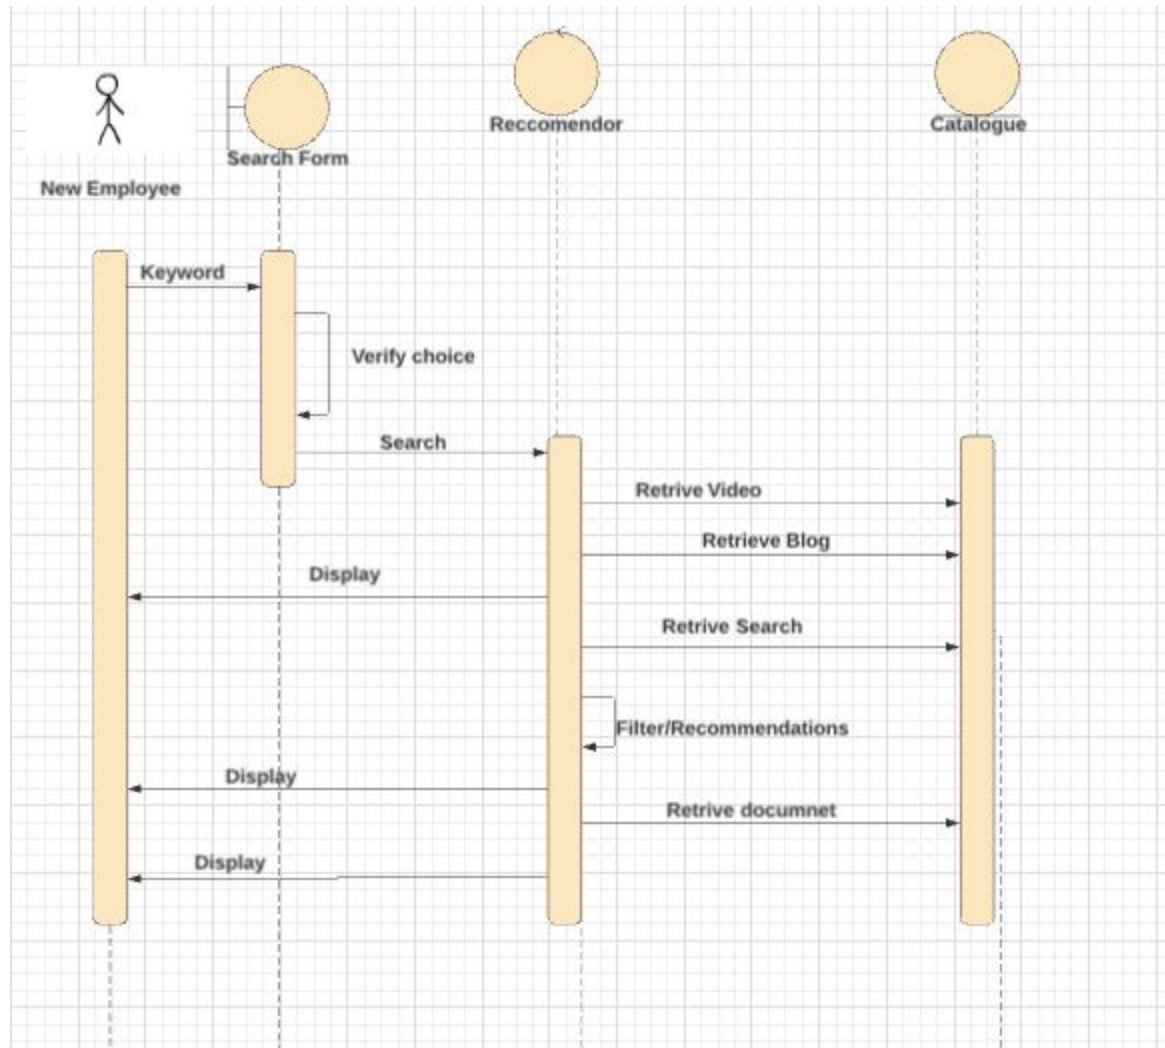 Reccomendor
Catalogue
Search Form
New Employee
Keyword
Verify choice
Search
Retrive Video
Retrieve Blog
Display
Retrive Search
Filter/Recommendations
Display
Retrive documnet
Display